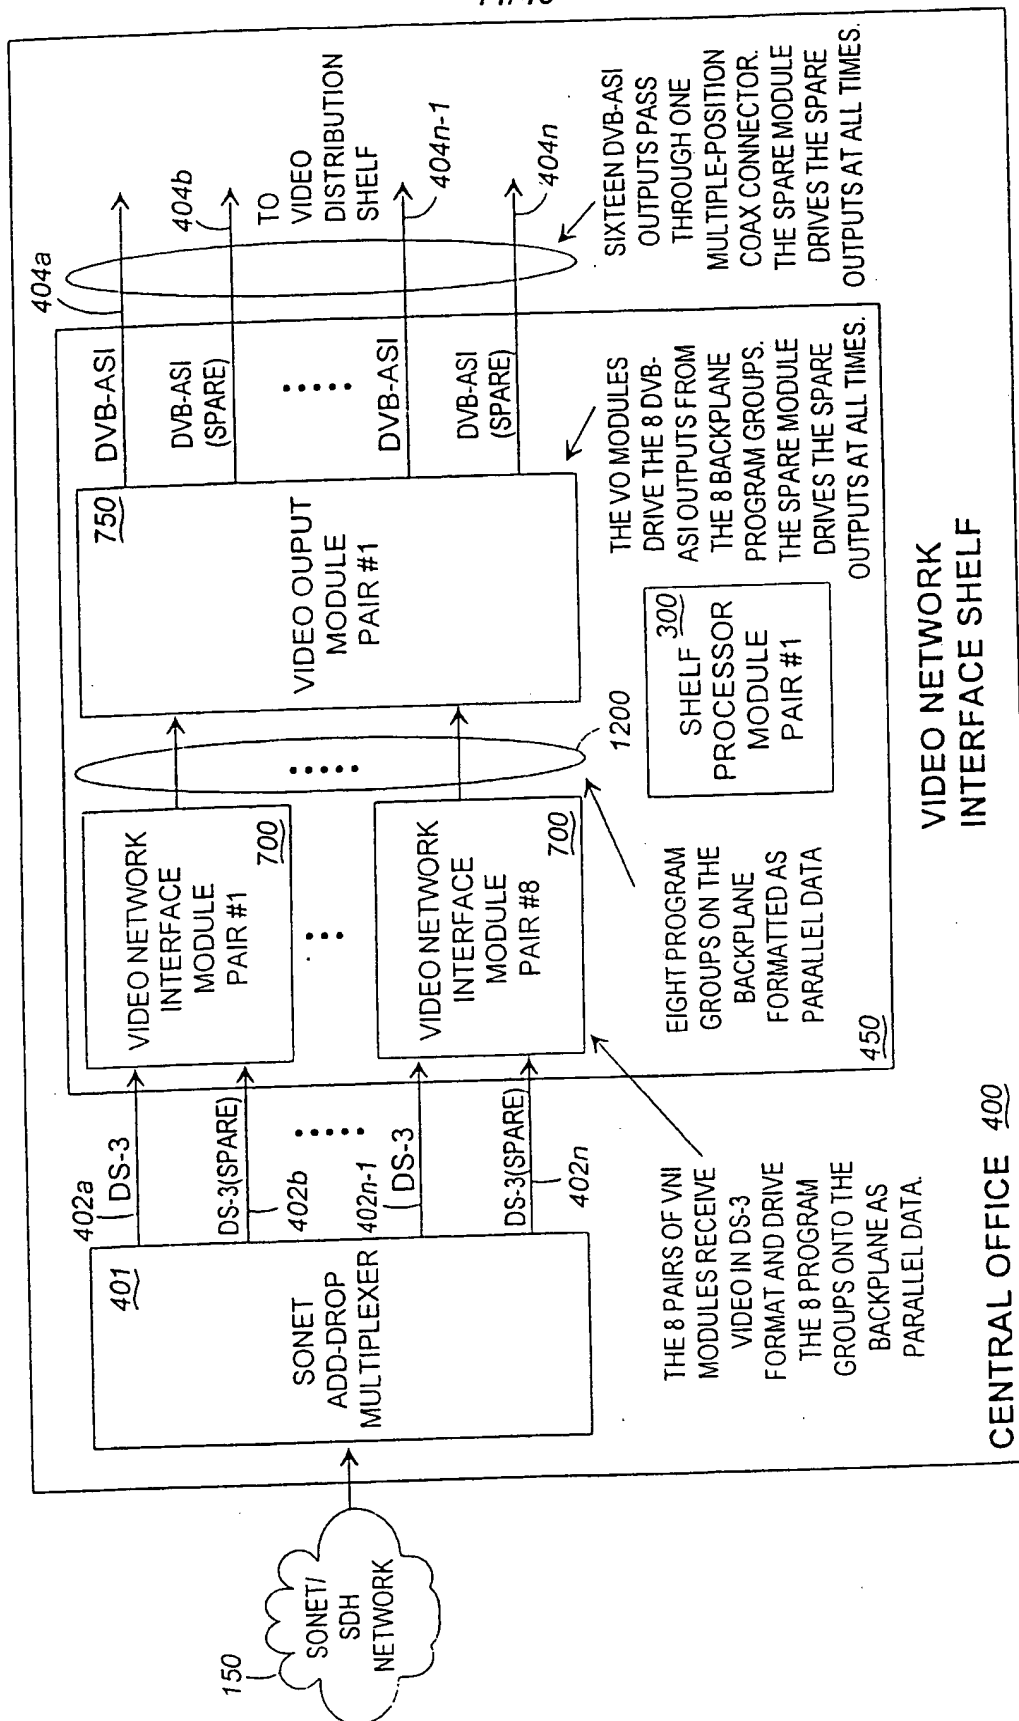 150
SONET/
SDH
NETWORK
401
SONET
ADD-DROP
MULTIPLEXER
402a
DS-3
DS-3(SPARE)
402b
402n-1
DS-3
DS-3(SPARE)
402n
VIDEO NETWORK
INTERFACE
MODULE
PAIR #1
700
VIDEO NETWORK
INTERFACE
MODULE
PAIR #8
700
1200
750
VIDEO OUPUT
MODULE
PAIR #1
300
SHELF
PROCESSOR
MODULE
PAIR #1
DVB-ASI
DVB-ASI
(SPARE)
DVB-ASI
DVB-ASI
(SPARE)
404a
404b
TO
VIDEO
DISTRIBUTION
SHELF
404n-1
404n
THE 8 PAIRS OF VNI
MODULES RECEIVE
VIDEO IN DS-3
FORMAT AND DRIVE
THE 8 PROGRAM
GROUPS ONTO THE
BACKPLANE AS
PARALLEL DATA.
EIGHT PROGRAM
GROUPS ON THE
BACKPLANE
FORMATTED AS
PARALLEL DATA
THE VO MODULES
DRIVE THE 8 DVB-
ASI OUTPUTS FROM
THE 8 BACKPLANE
PROGRAM GROUPS.
THE SPARE MODULE
DRIVES THE SPARE
OUTPUTS AT ALL TIMES.
SIXTEEN DVB-ASI
OUTPUTS PASS
THROUGH ONE
MULTIPLE-POSITION
COAX CONNECTOR.
THE SPARE MODULE
DRIVES THE SPARE
OUTPUTS AT ALL TIMES.
450
VIDEO NETWORK
INTERFACE SHELF
CENTRAL OFFICE 400